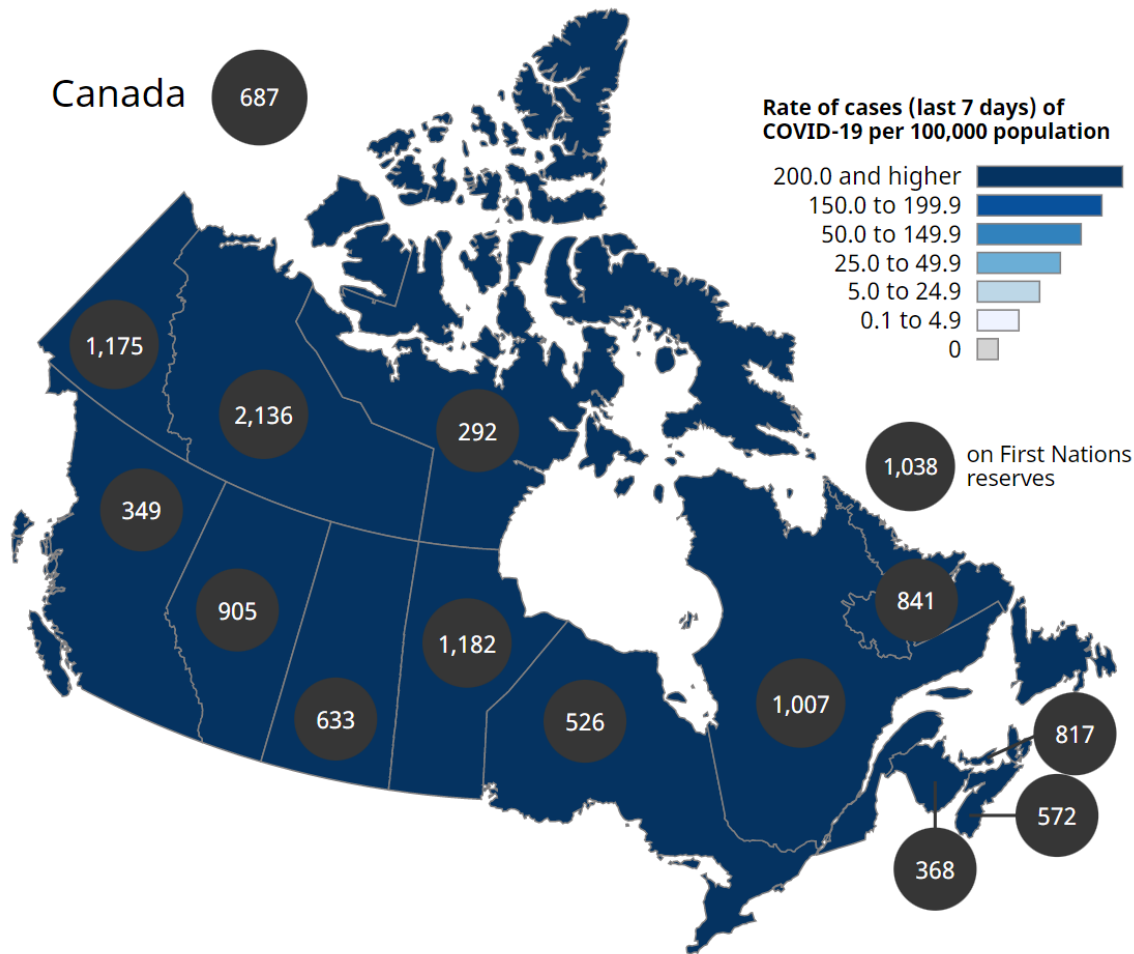 Canada
687
Rate of cases (last 7 days) of
COVID-19 per 100,000 population
200.0 and higher
150.0 to 199.9
50.0 to 149.9
25.0 to 49.9
5.0 to 24.9
0.1 to 4.9
0
1,175
2,136
292
1,038
on First Nations
reserves
349
905
1,182
841
633
526
1,007
817
572
368